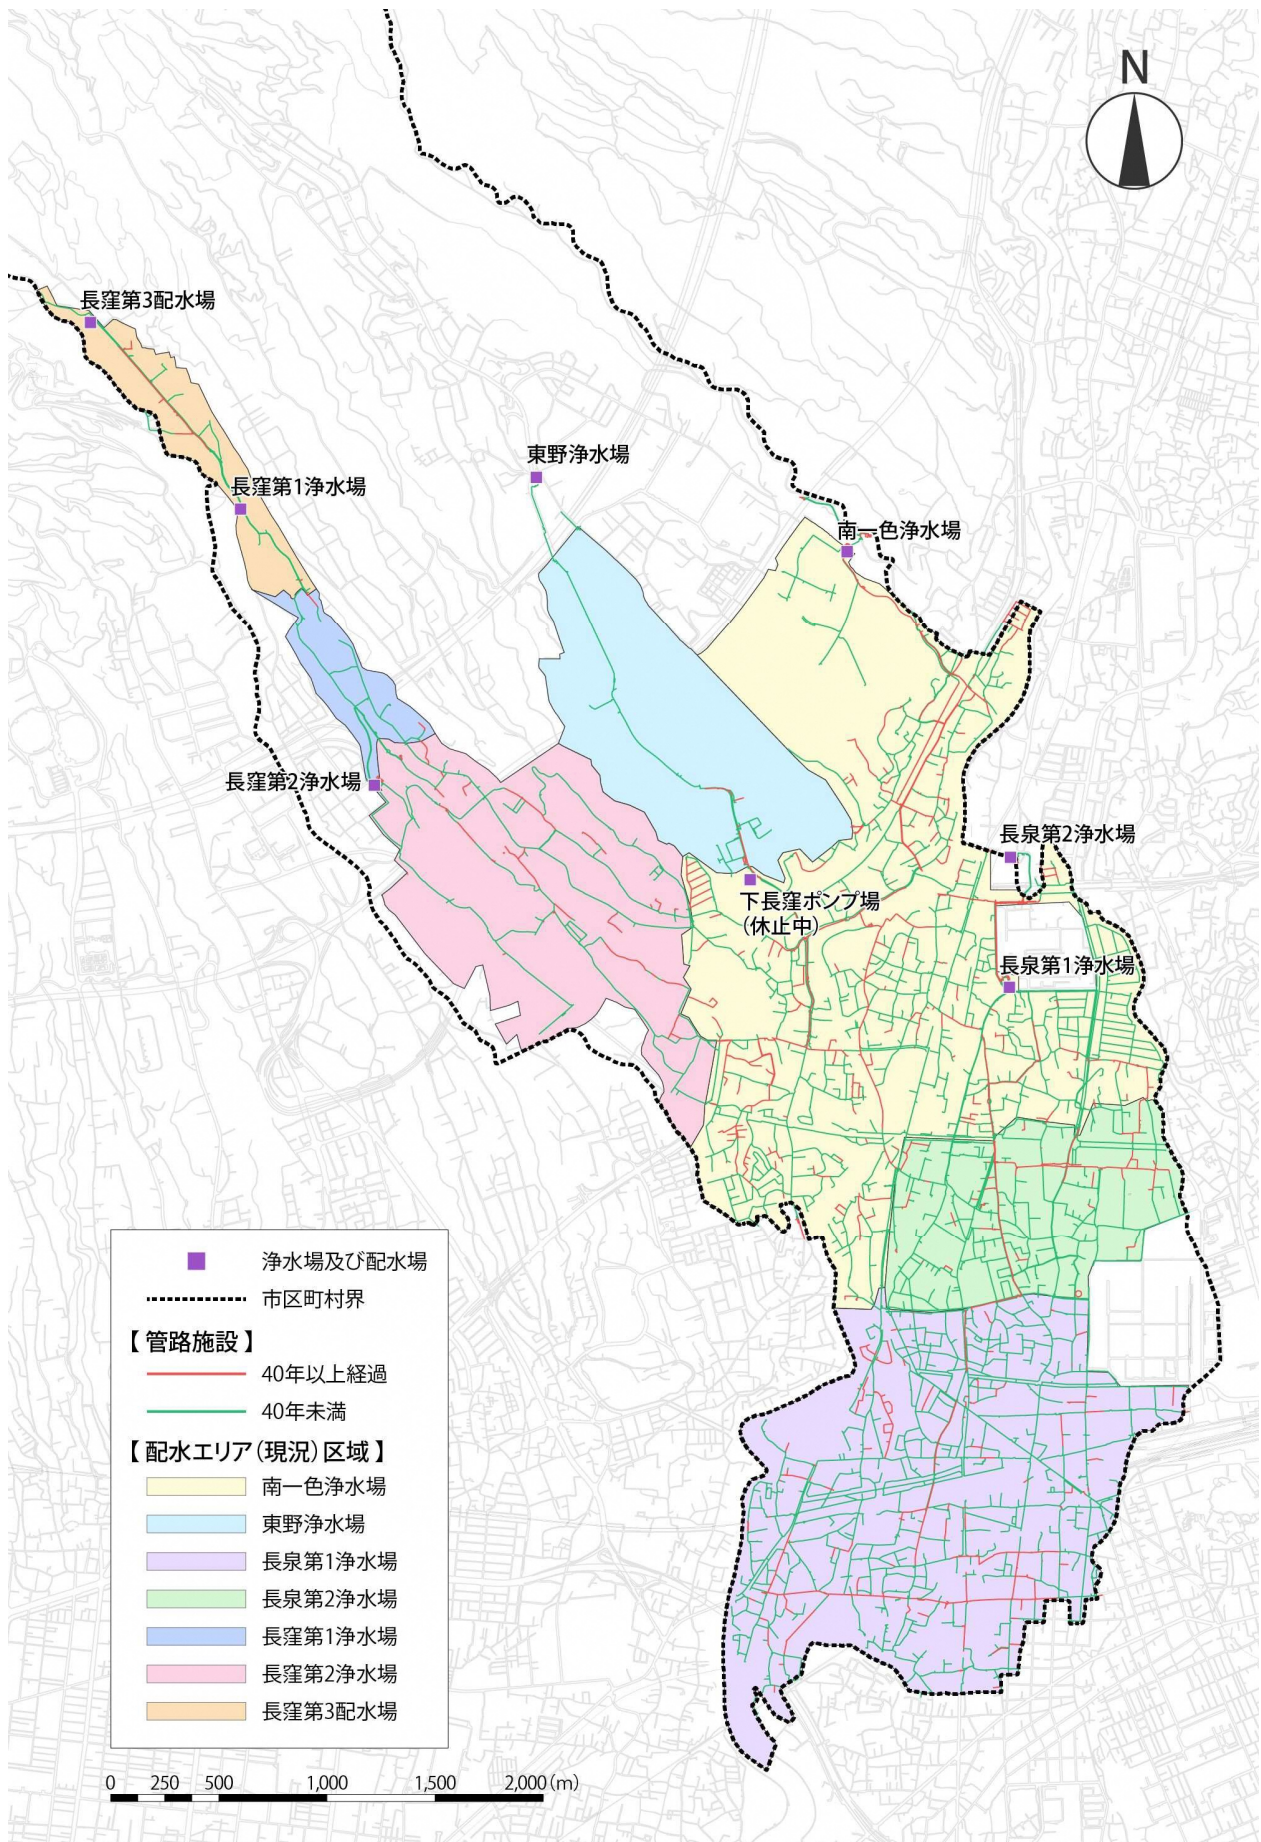 N
長窪第3配水場
東野浄水場
長窪第1浄水場
南一色浄水場
長窪第2浄水場
長泉第2浄水場
下長窪ポンプ場
（休止中）
長泉第1浄水場
浄水場及び配水場
市区町村界
【 管路施設 】
40年以上経過
40年未満
【 配水エリア（現況）区域 】
南一色浄水場
東野浄水場
長泉第1浄水場
長泉第2浄水場
長窪第1浄水場
長窪第2浄水場
長窪第3配水場
0 250 500 1,000 1,500 2,000（m）